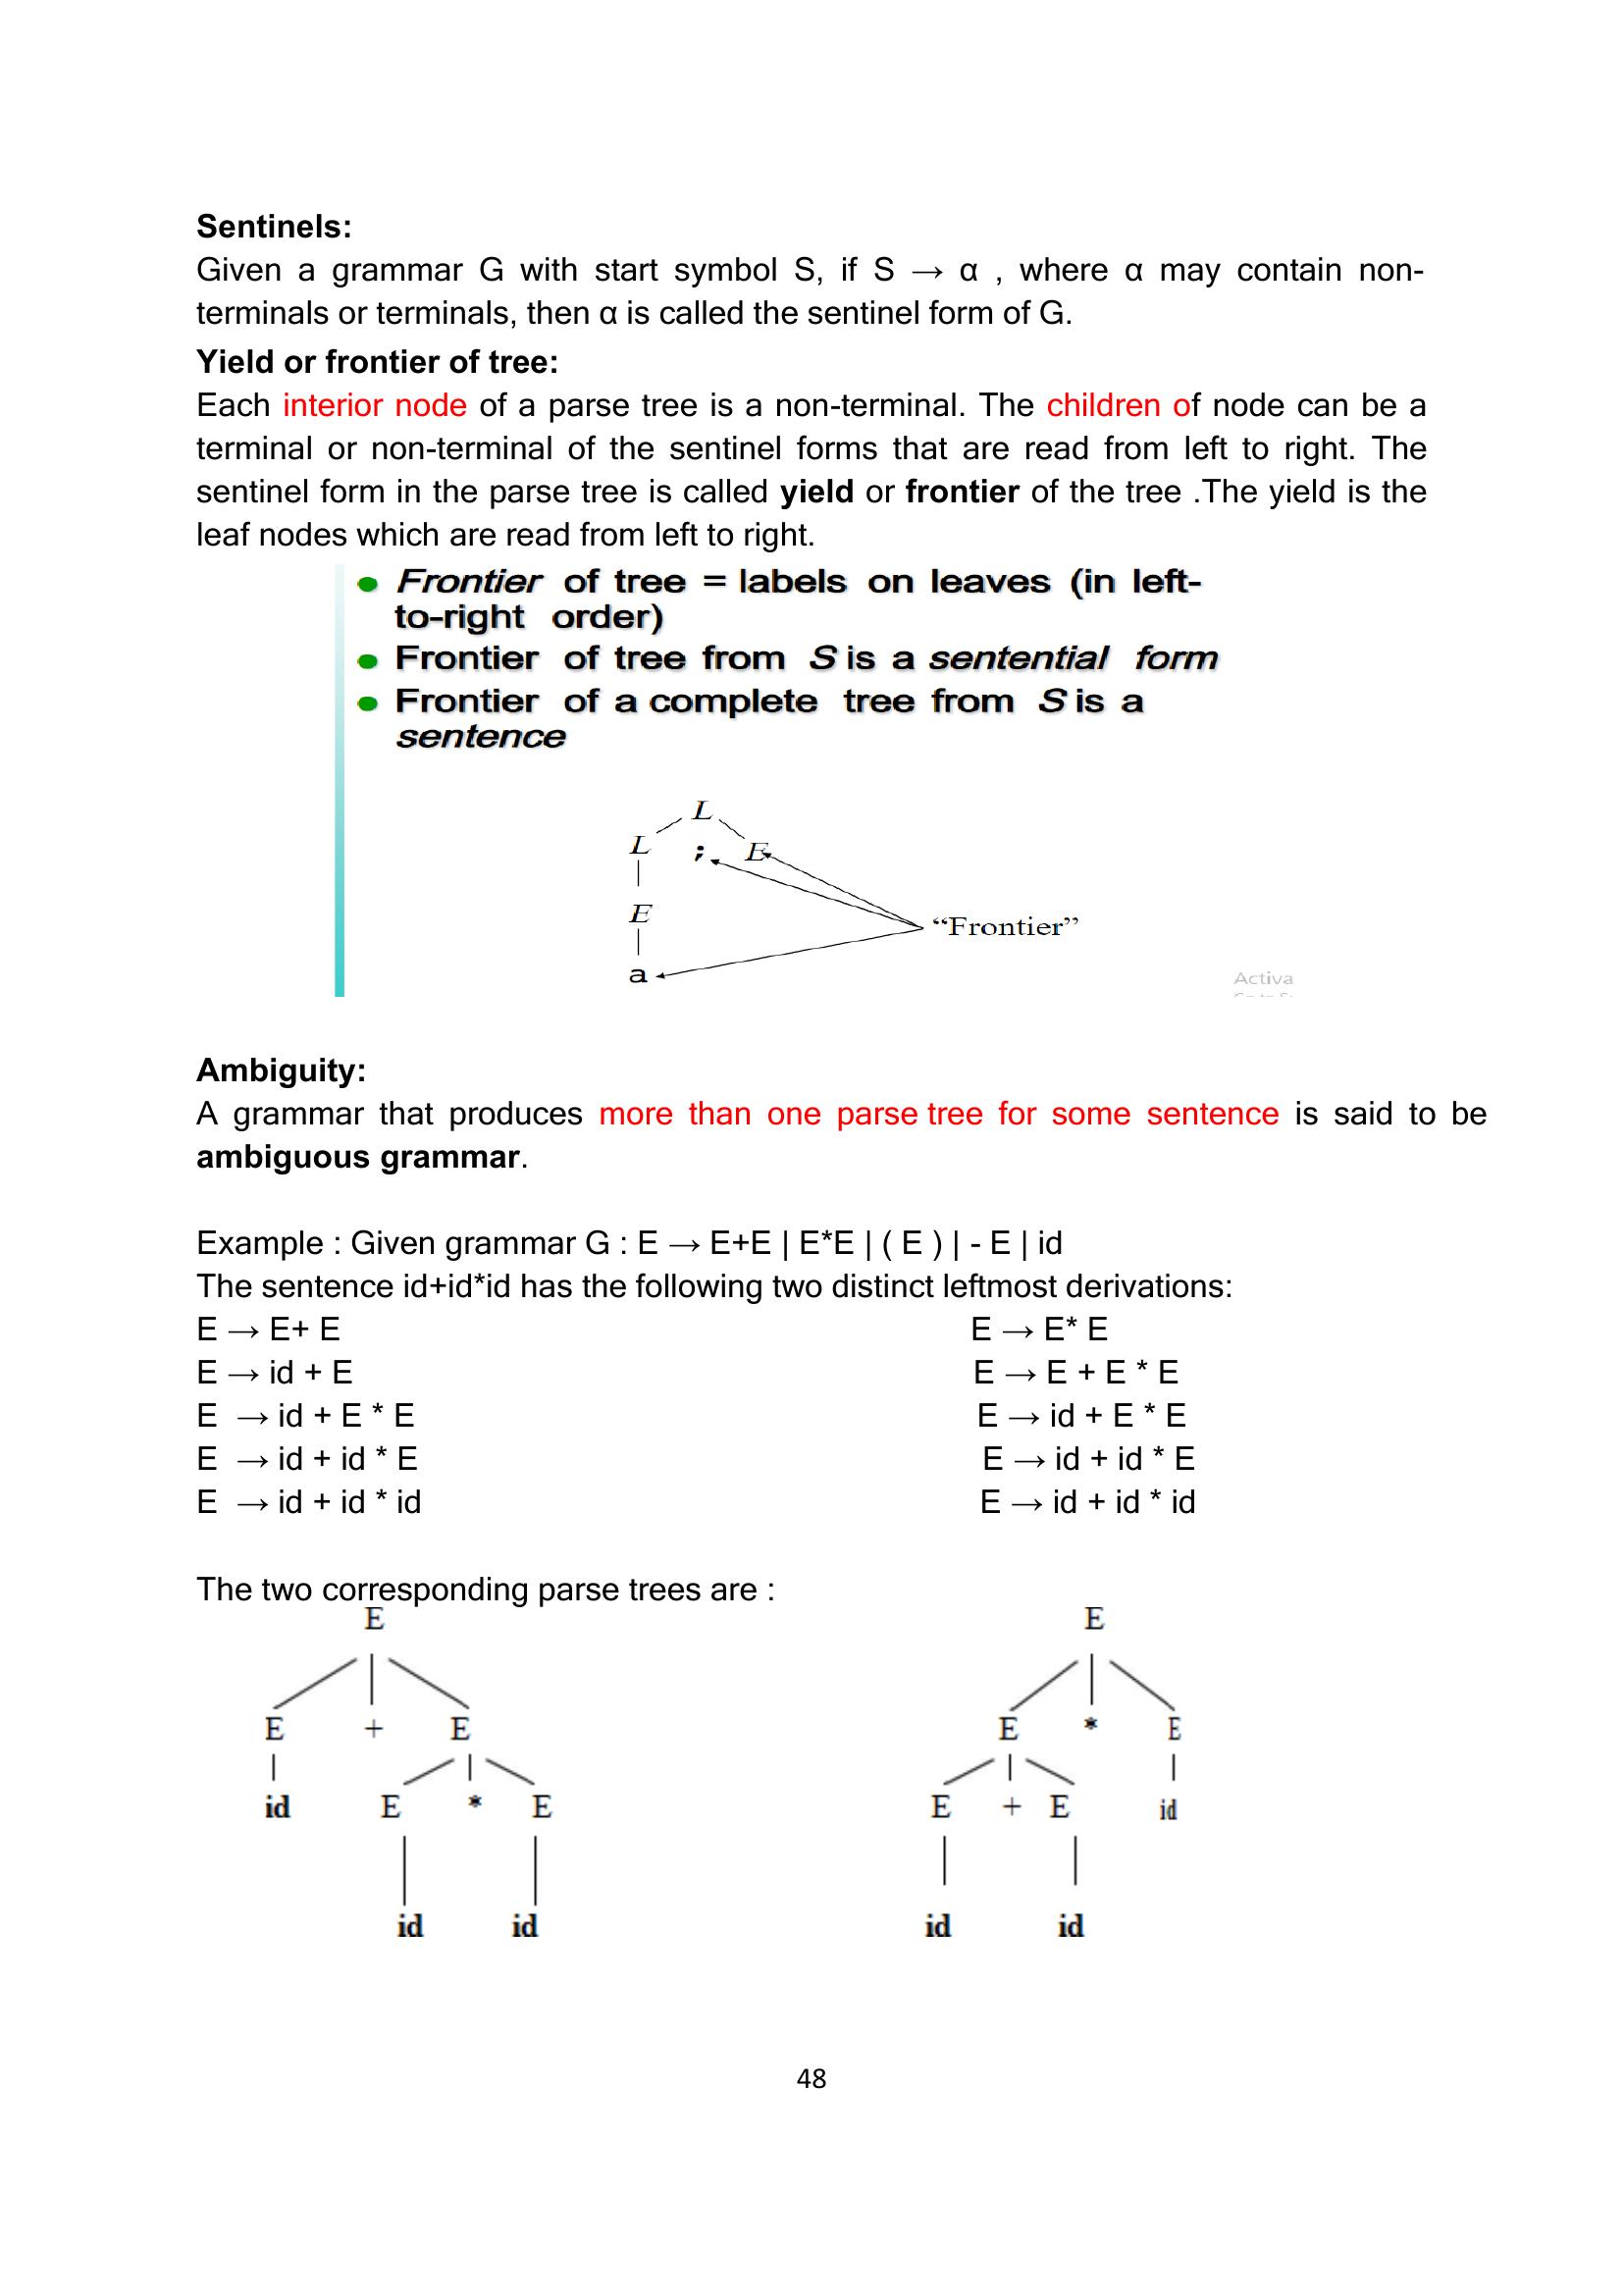 Sentinels:
Given a grammar G with start symbol S, if S → α , where α may contain non-
terminals or terminals, then α is called the sentinel form of G.
Yield or frontier of tree:
Each interior node of a parse tree is a non-terminal. The children of node can be a
terminal or non-terminal of the sentinel forms that are read from left to right. The
sentinel form in the parse tree is called yield or frontier of the tree .The yield is the
leaf nodes which are read from left to right.
● Frontier of tree = labels on leaves (in left-
to-right order)
● Frontier of tree from S is a sentential form
● Frontier of a complete tree from S is a
sentence
L
L ; E
E
"Frontier"
a
Activa
Ambiguity:
A grammar that produces more than one parse tree for some sentence is said to be
ambiguous grammar.
Example : Given grammar G : E → E+E | E*E | ( E ) | - E | id
The sentence id+id*id has the following two distinct leftmost derivations:
E → E+ E E → E* E
E → id + E E → E + E * E
E → id + E * E E → id + E * E
E → id + id * E E → id + id * E
E → id + id * id E → id + id * id
The two corresponding parse trees are :
E E
E + E E * E
id E * E E + E id
id id id id
48